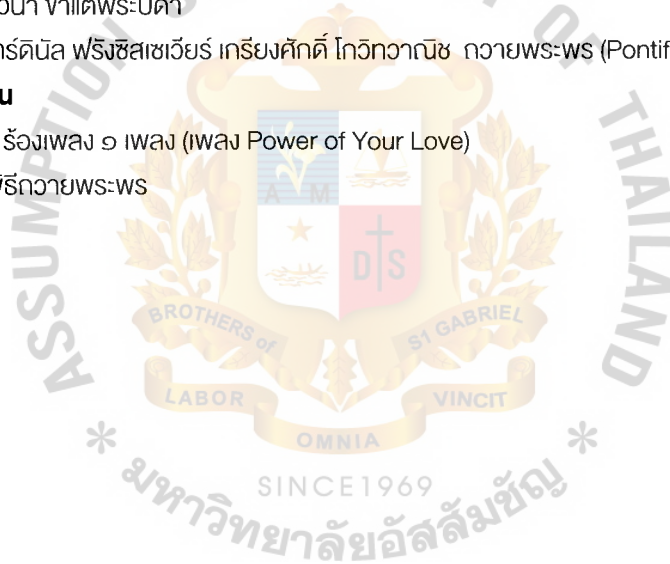 วนา ข้าแต่พระบิดา
าร์ดินัล ฟรังซิสเซเวียร์ เกรียงศักดิ์ โกวิทวาณิช ถวายพระพร (Pontif
น
ร้องเพลง ๑ เพลง (เพลง Power of Your Love)
พิธีถวายพระพร
ASSUMPTION
OF THAILAND
A M
D S
BROTHERS of
ST GABRIEL
LABOR
VINCIT
OMNIA
SINCE1969
มหาวิทยาลัยอัสสัมชัญ